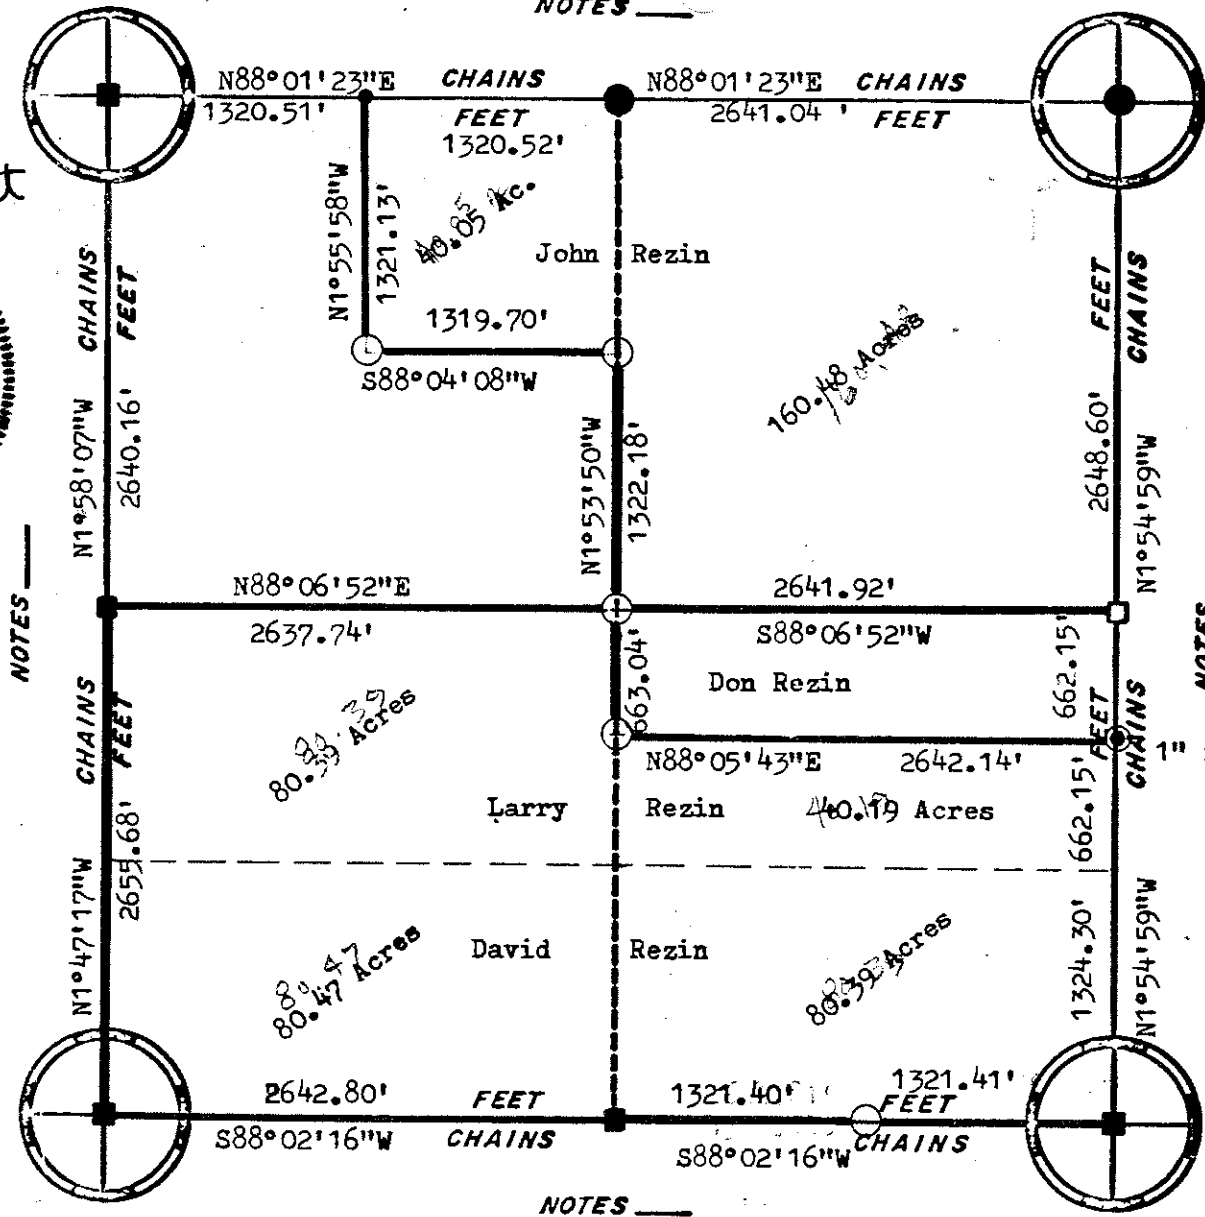 NOTES
N88°01'23"E CHAINS N88°01'23"E CHAINS
1320.51' FEET 2641.04' FEET
1320.52'
N1°55'58"W
1321.13'
40.05 Ac.
John Rezin
CHAINS
FEET
FEET
CHAINS
1319.70'
S88°04'08"W
160.48 Acres
N1°58'07"W
2640.16'
N1°53'50"W
1322.18'
2648.60'
N1°54'59"W
N88°06'52"E 2641.92'
2637.74' S88°06'52"W
NOTES
NOTES
663.04'
Don Rezin
662.15'
CHAINS
FEET
FEET
CHAINS
80.39 Acres
N88°05'43"E 2642.14'
1"
Larry Rezin 40.19 Acres
662.15'
2655.68'
N1°47'17"W
David Rezin
80.47
80.47 Acres
80.39 Acres
1324.30'
N1°54'59"W
2642.80' FEET 1321.40' 1321.41'
FEET
S88°02'16"W CHAINS CHAINS
S88°02'16"W
NOTES